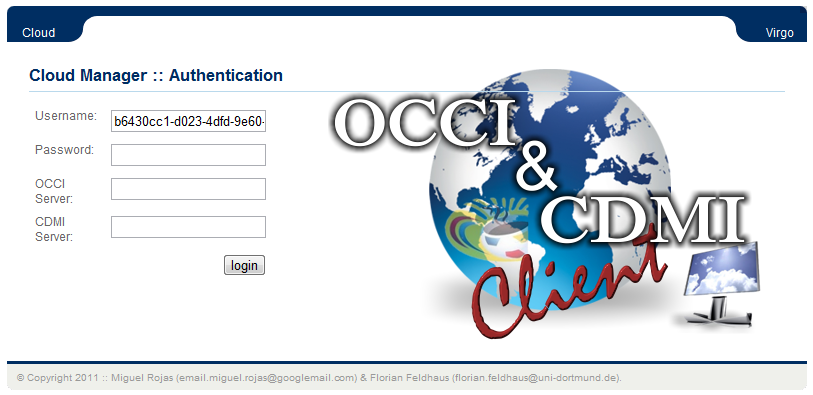 Cloud
Virgo
Cloud Manager :: Authentication
Username:
b6430cc1-d023-4dfd-9e60-
Password:
OCCI
Server:
CDMI
Server:
login
OCCI
&
CDMI
Client
© Copyright 2011 :: Miguel Rojas (email.miguel.rojas@googlemail.com) & Florian Feldhaus (florian.feldhaus@uni-dortmund.de).